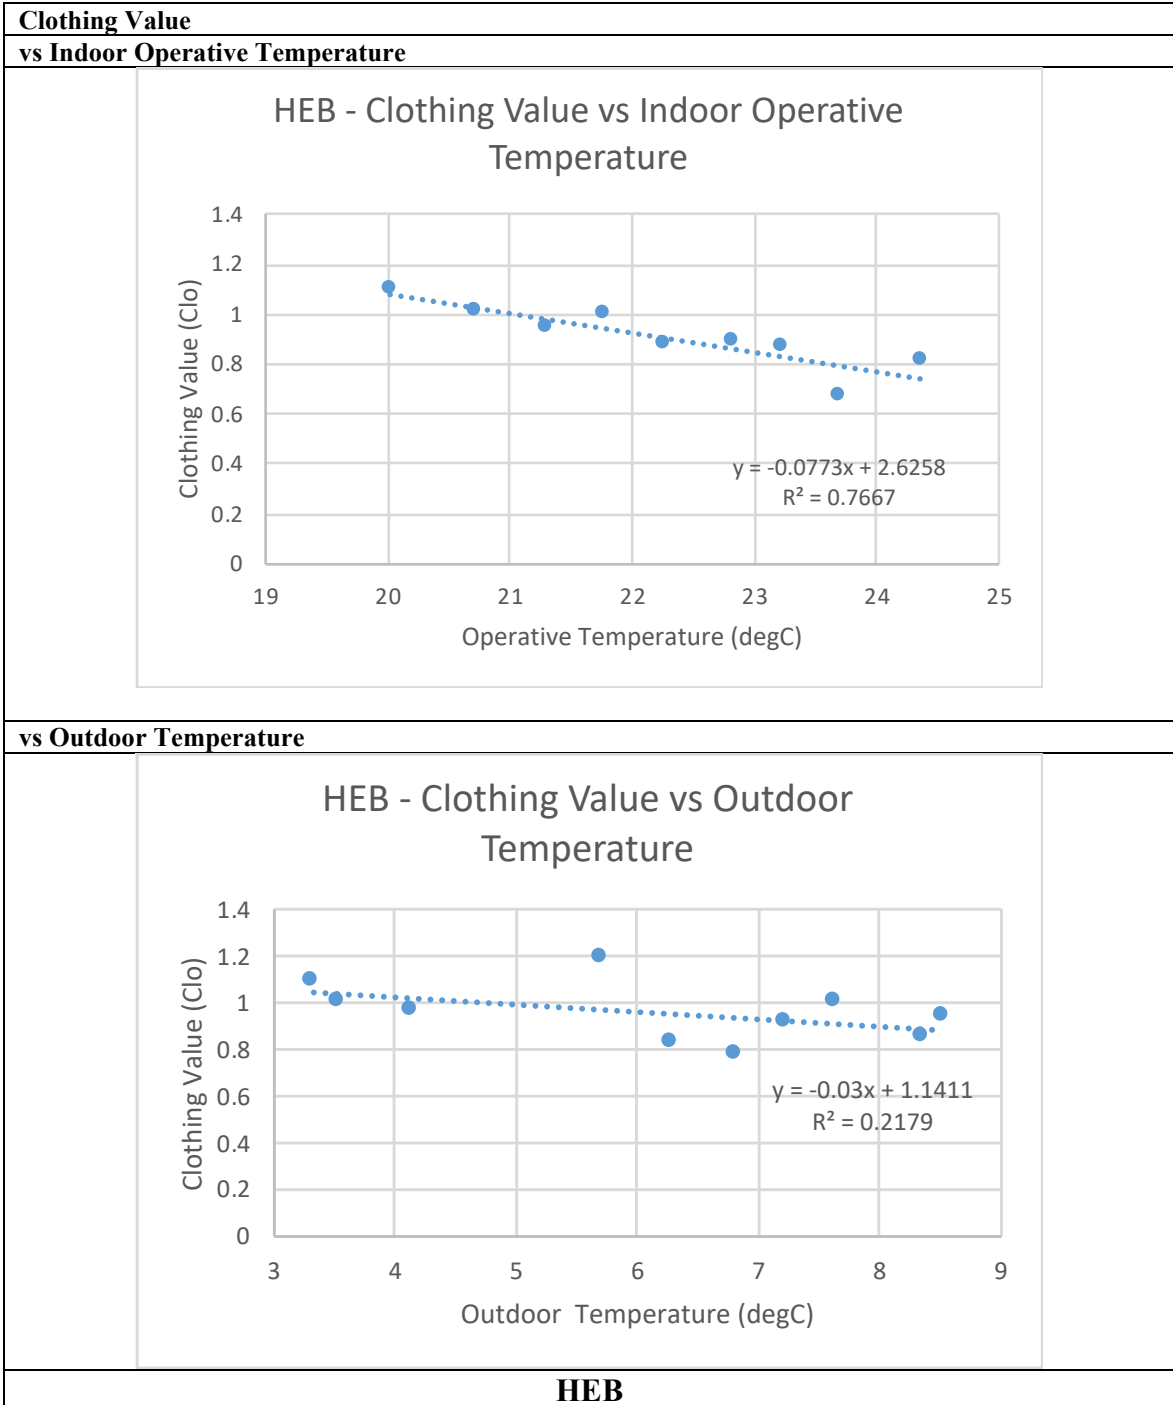 Clothing Value
vs Indoor Operative Temperature
HEB - Clothing Value vs Indoor Operative
Temperature
1.4
1.2
1
0.8
0.6
0.4
0.2
0
Clothing Value (Clo)
y = -0.0773x + 2.6258
R² = 0.7667
19 20 21 22 23 24 25
Operative Temperature (degC)
vs Outdoor Temperature
HEB - Clothing Value vs Outdoor
Temperature
1.4
1.2
1
0.8
0.6
0.4
0.2
0
Clothing Value (Clo)
y = -0.03x + 1.1411
R² = 0.2179
3 4 5 6 7 8 9
Outdoor Temperature (degC)
HEB